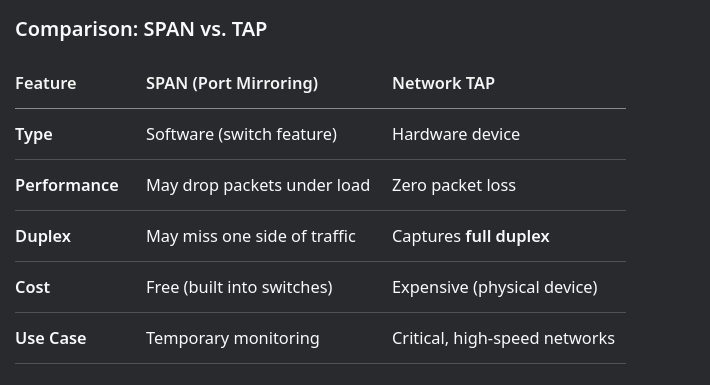 Comparison: SPAN vs. TAP
Feature SPAN (Port Mirroring) Network TAP
Type Software (switch feature) Hardware device
Performance May drop packets under load Zero packet loss
Duplex May miss one side of traffic Captures full duplex
Cost Free (built into switches) Expensive (physical device)
Use Case Temporary monitoring Critical, high-speed networks